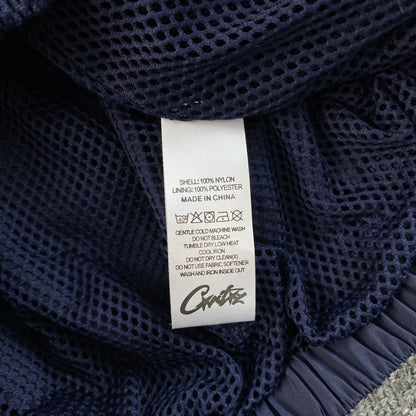 SHELL: 100% NYLON
LINING: 100% POLYESTER
MADE IN CHINA
GENTLE COLD MACHINE WASH
DO NOT BLEACH
TUMBLE DRY LOW HEAT
COOL IRON
DO NOT DRY CLEAN(X)
DO NOT USE FABRIC SOFTENER
WASH AND IRON INSIDE OUT
Crtz